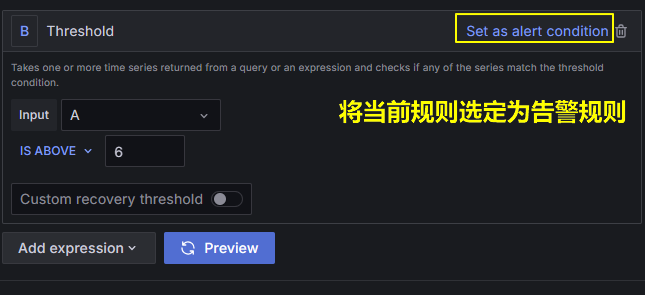 B Threshold Set as alert condition
Takes one or more time series returned from a query or an expression and checks if any of the series match the threshold
condition.
Input A
将当前规则选定为告警规则
IS ABOVE 6
Custom recovery threshold
Add expression Preview